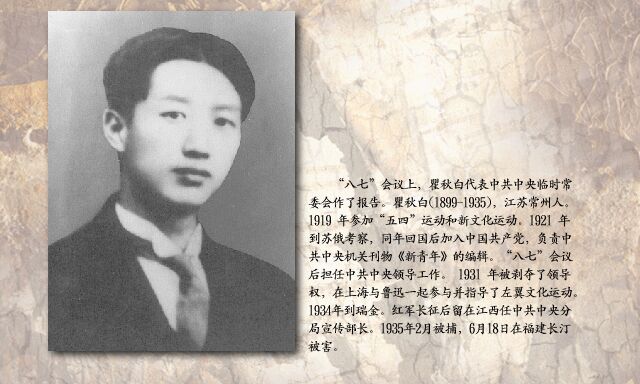 “八七”会议上，瞿秋白代表中共中央临时常
委会作了报告。瞿秋白(1899-1935)，江苏常州人。
1919 年参加“五四”运动和新文化运动。1921 年
到苏俄考察，同年回国后加入中国共产党，负责中
共中央机关刊物《新青年》的编辑。“八七”会议
后担任中共中央领导工作。 1931 年被剥夺了领导
权，在上海与鲁迅一起参与并指导了左翼文化运动。
1934年到瑞金。红军长征后留在江西任中共中央分
局宣传部长。1935年2月被捕，6月18日在福建长汀
被害。